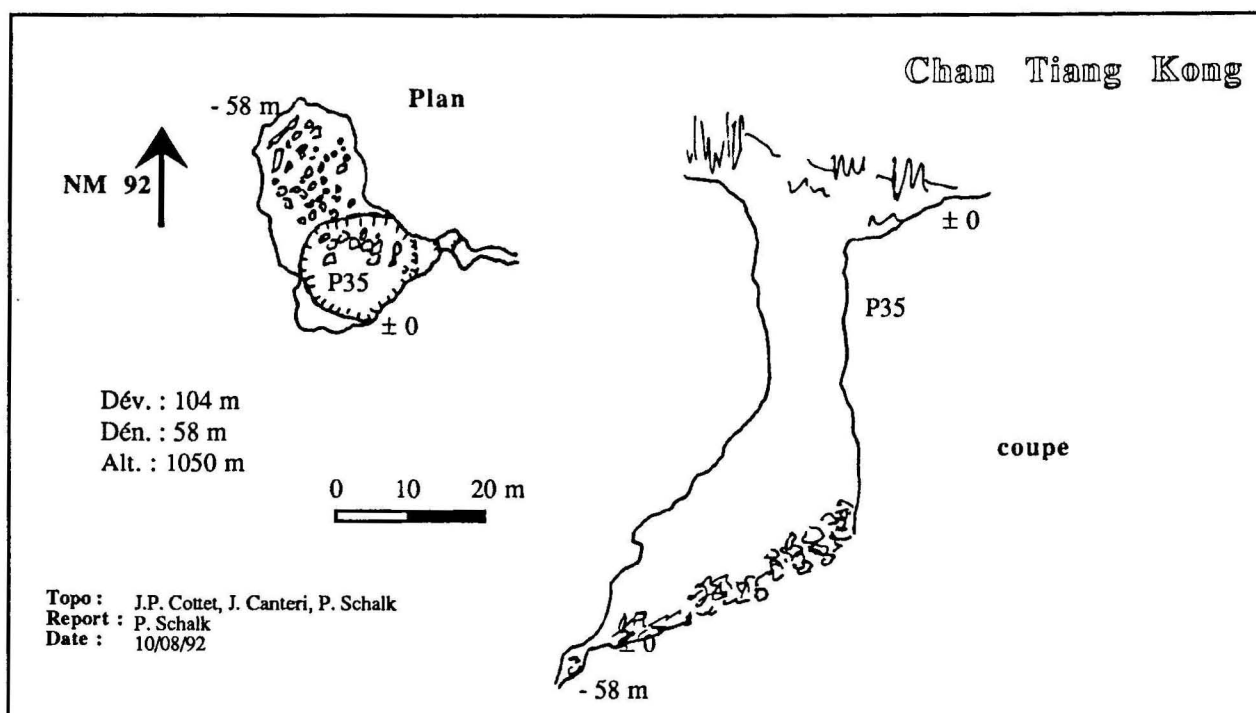 Chan Tiang Kong
Plan
- 58 m
NM 92
P35
± 0
± 0
P35
Dév. : 104 m
Dén. : 58 m
Alt. : 1050 m
coupe
0 10 20 m
Topo : J.P. Cottet, J. Canteri, P. Schalk
Report : P. Schalk
Date : 10/08/92
± 0
- 58 m